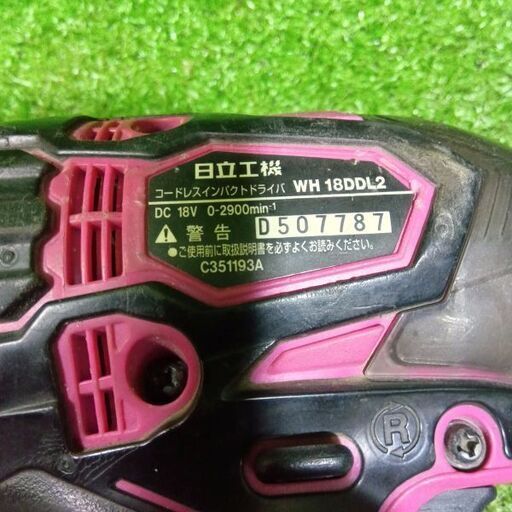 日立工機
コードレスインパクトドライバ WH 18DDL2
DC 18V 0-2900min⁻¹
⚠ 警告 D507787
●ご使用前に取扱説明書を必ずよくお読みください。
C351193A
R